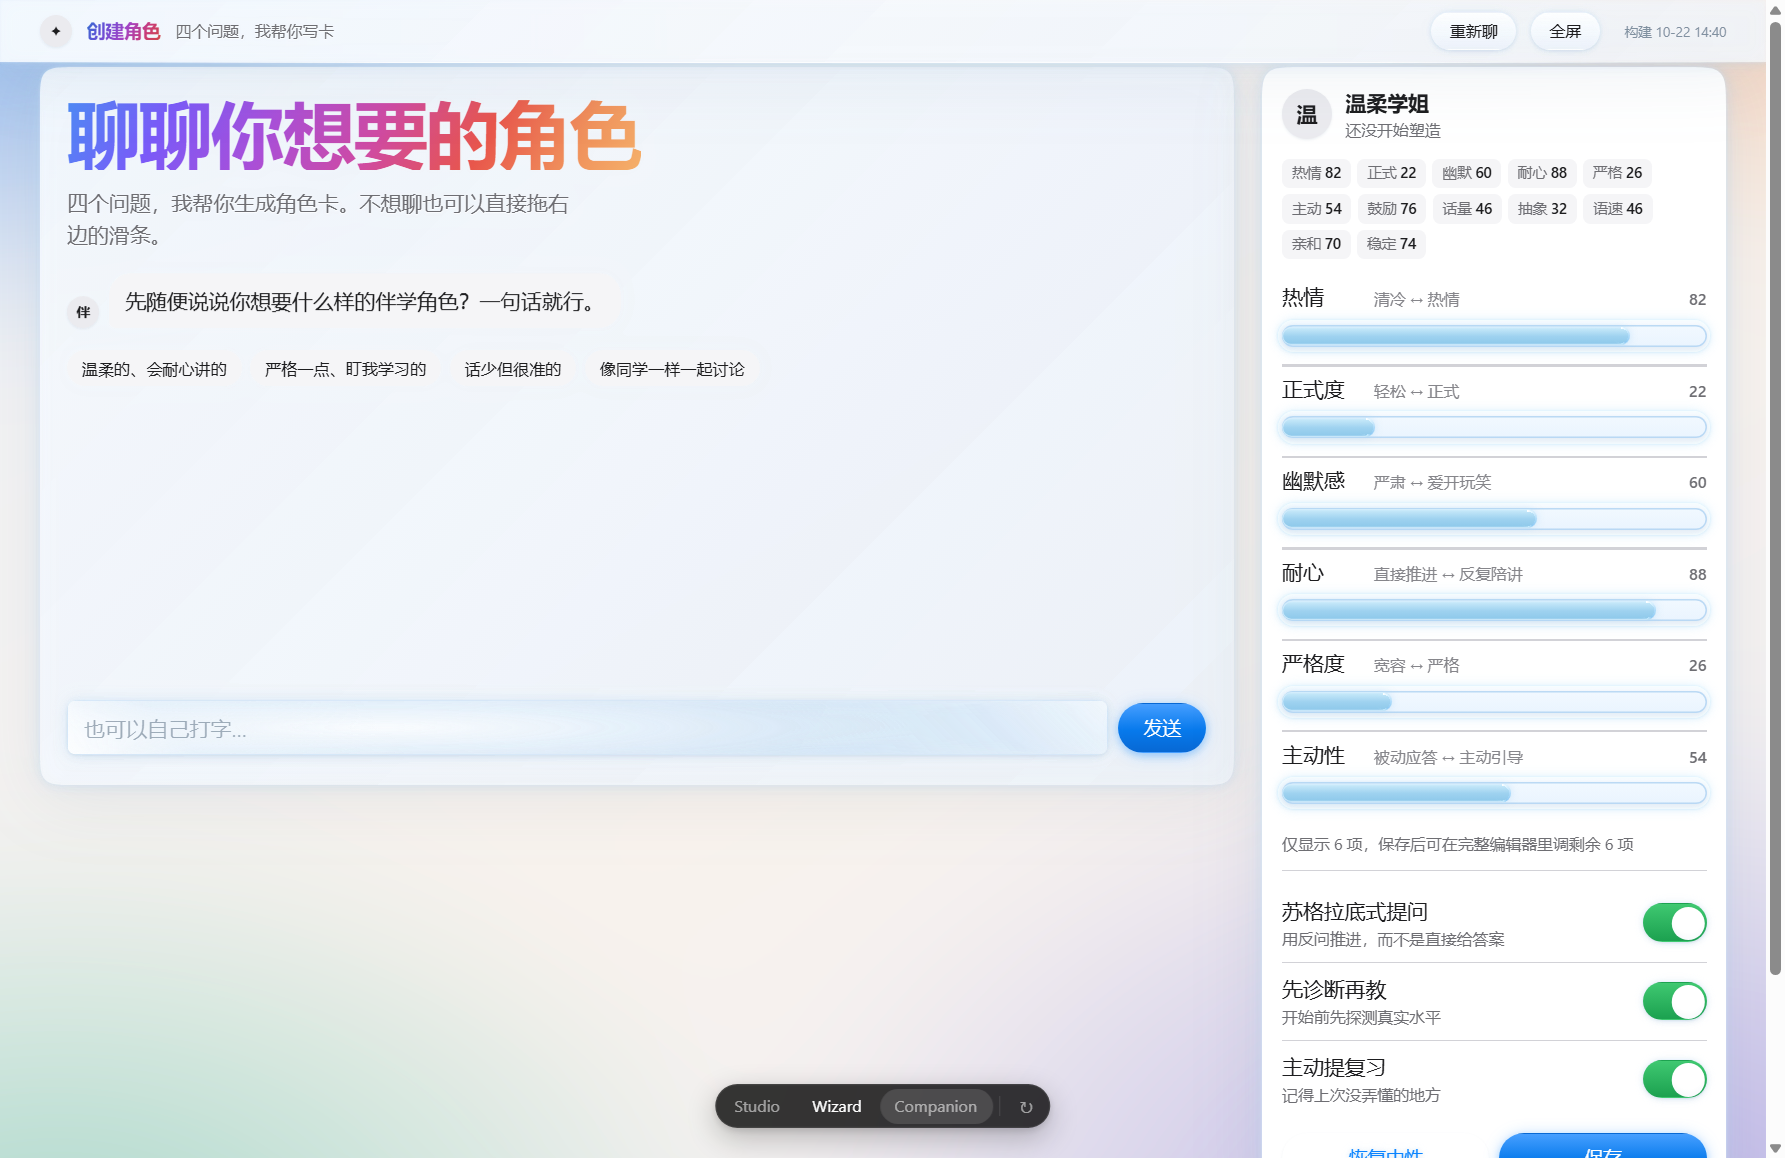 ✦ 创建角色 四个问题，我帮你写卡 重新聊 全屏 构建 10-22 14:40
聊聊你想要的角色
四个问题，我帮你生成角色卡。不想聊也可以直接拖右
边的滑条。
伴 先随便说说你想要什么样的伴学角色？一句话就行。
温柔的、会耐心讲的 严格一点、盯我学习的 话少但很准的 像同学一样一起讨论
也可以自己打字... 发送
温 温柔学姐
还没开始塑造
热情 82 正式 22 幽默 60 耐心 88 严格 26
主动 54 鼓励 76 话量 46 抽象 32 语速 46
亲和 70 稳定 74
热情 清冷 ↔ 热情 82
正式度 轻松 ↔ 正式 22
幽默感 严肃 ↔ 爱开玩笑 60
耐心 直接推进 ↔ 反复陪讲 88
严格度 宽容 ↔ 严格 26
主动性 被动应答 ↔ 主动引导 54
仅显示 6 项，保存后可在完整编辑器里调剩余 6 项
苏格拉底式提问
用反问推进，而不是直接给答案
先诊断再教
开始前先探测真实水平
主动提复习
记得上次没弄懂的地方
恢复中性 保存
Studio Wizard Companion ↻